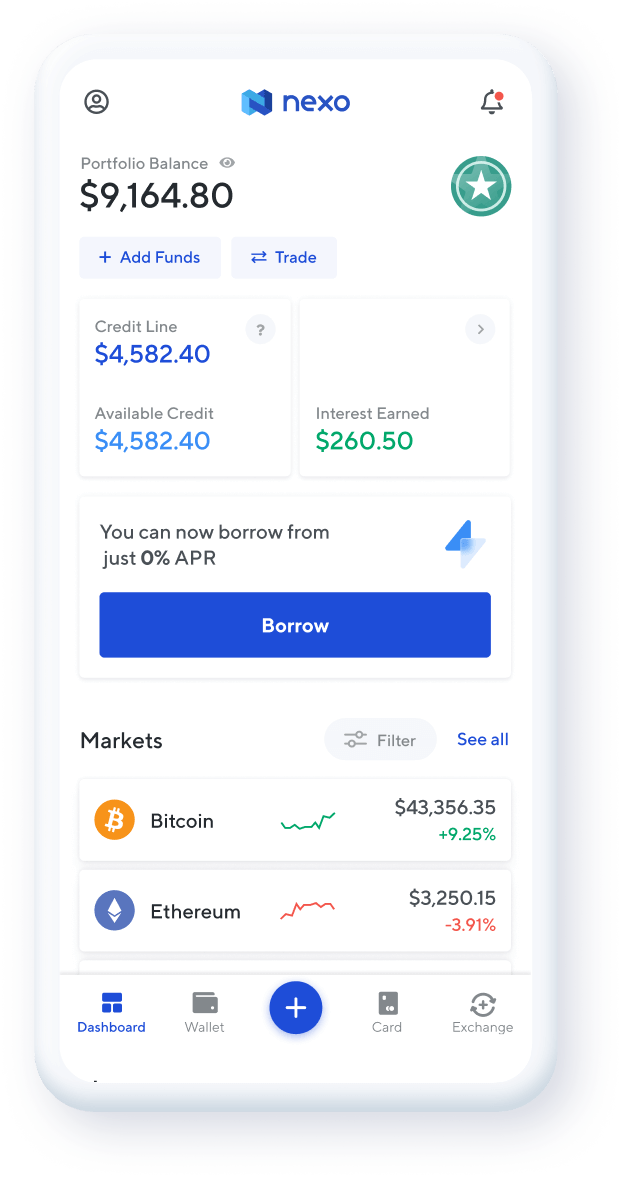 nexo
Portfolio Balance
$9,164.80
+ Add Funds
Trade
Credit Line
?
$4,582.40
Available Credit
$4,582.40
Interest Earned
$260.50
You can now borrow from
just 0% APR
Borrow
Markets
Filter
See all
Bitcoin
$43,356.35
+9.25%
Ethereum
$3,250.15
-3.91%
Dashboard
Wallet
+
Card
Exchange